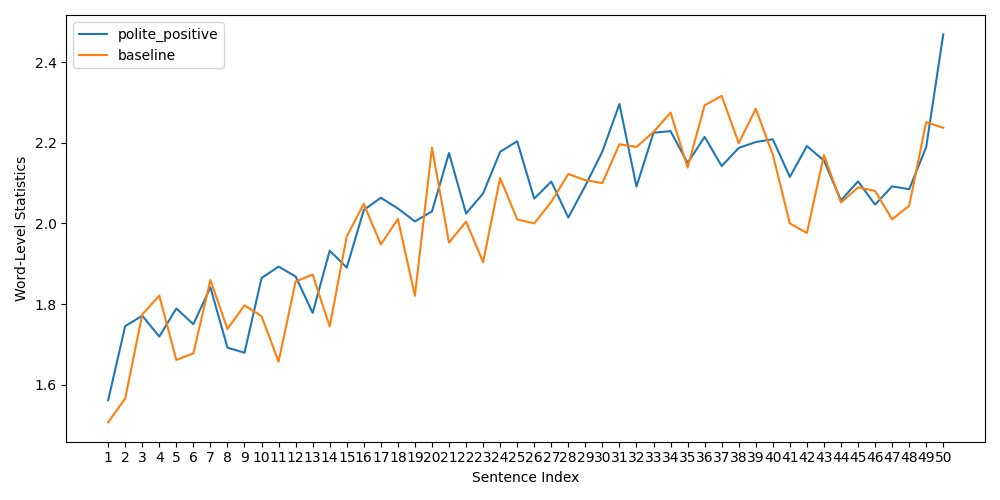 polite_positive
baseline
Word-Level Statistics
2.4
2.2
2.0
1.8
1.6
1 2 3 4 5 6 7 8 9 10 11 12 13 14 15 16 17 18 19 20 21 22 23 24 25 26 27 28 29 30 31 32 33 34 35 36 37 38 39 40 41 42 43 44 45 46 47 48 49 50
Sentence Index